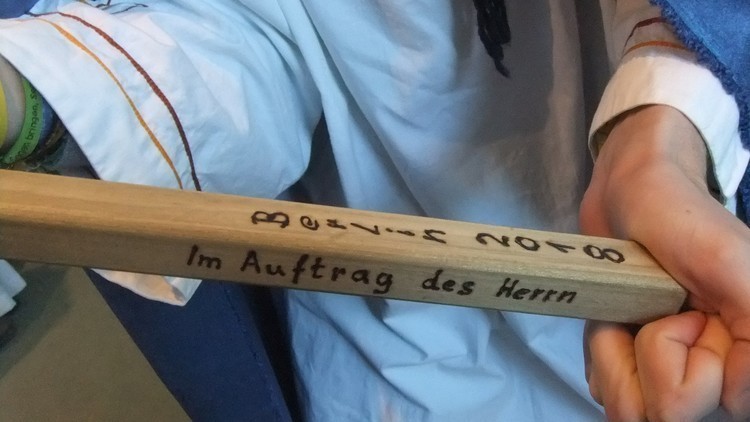 Berlin 2018
Im Auftrag des Herrn